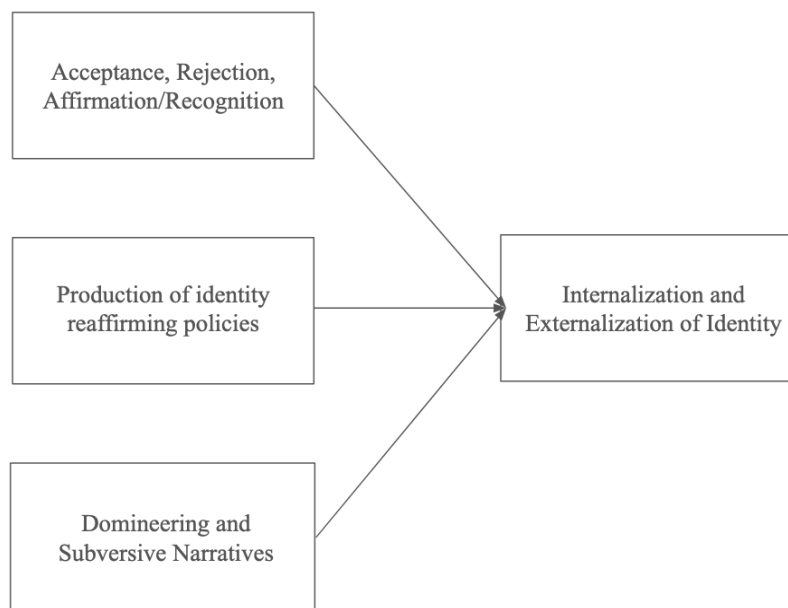 Acceptance, Rejection,
Affirmation/Recognition
Production of identity
reaffirming policies
Internalization and
Externalization of Identity
Domineering and
Subversive Narratives